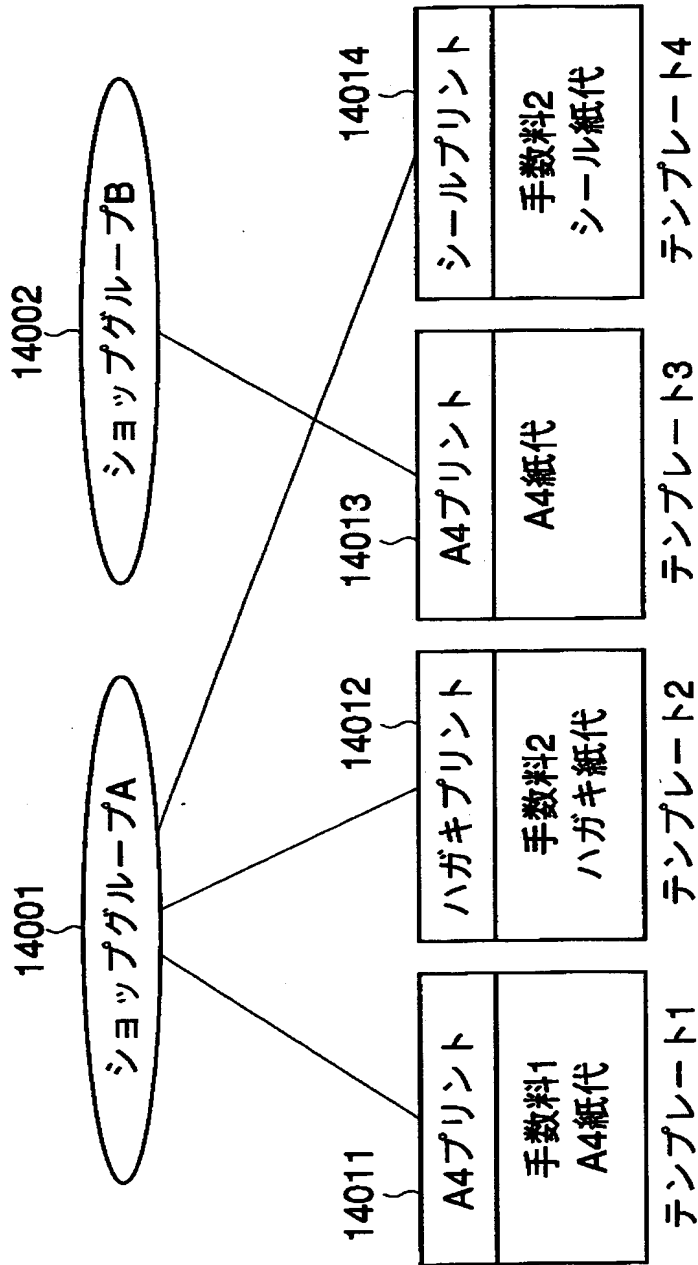 14001
ショップグループA
14002
ショップグループB
14011
A4プリント
手数料1
A4紙代
テンプレート1
14012
ハガキプリント
手数料2
ハガキ紙代
テンプレート2
14013
A4プリント
A4紙代
テンプレート3
14014
シールプリント
手数料2
シール紙代
テンプレート4